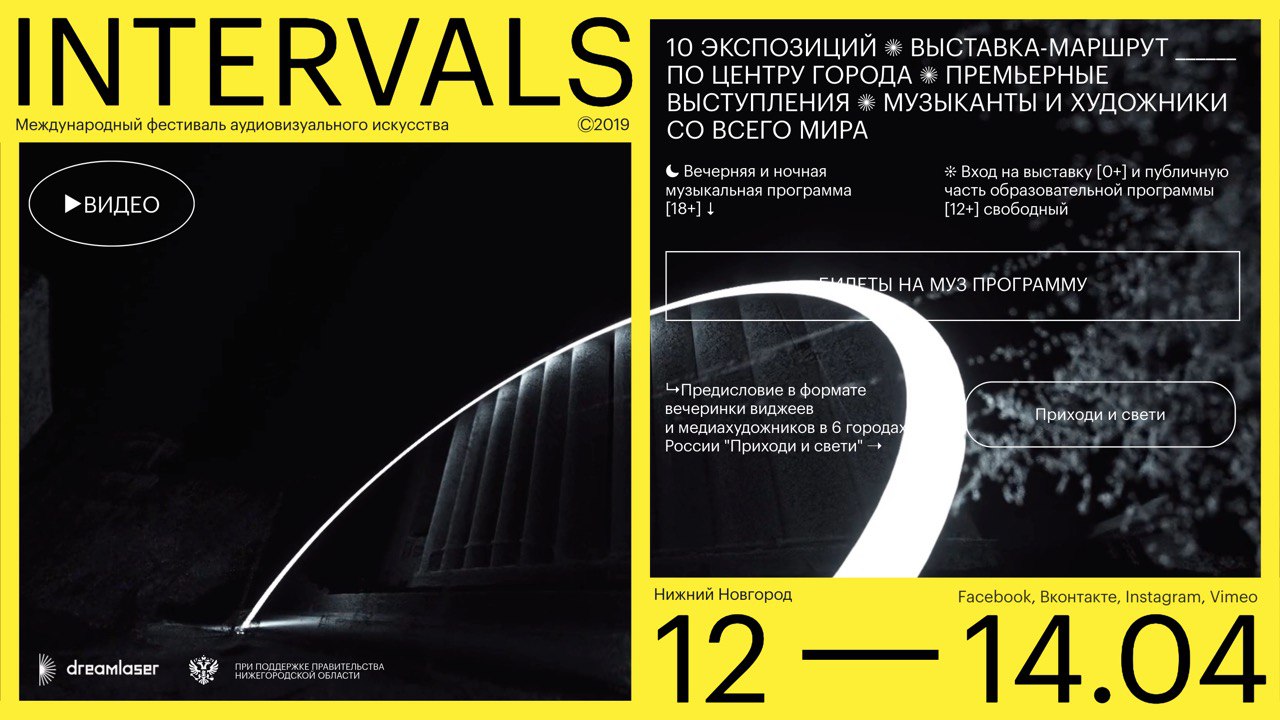 INTERVALS
Международный фестиваль аудиовизуального искусства
©2019
ВИДЕО
dreamlaser
ПРИ ПОДДЕРЖКЕ ПРАВИТЕЛЬСТВА
НИЖЕГОРОДСКОЙ ОБЛАСТИ
10 ЭКСПОЗИЦИЙ ✺ ВЫСТАВКА-МАРШРУТ ______
ПО ЦЕНТРУ ГОРОДА ✺ ПРЕМЬЕРНЫЕ
ВЫСТУПЛЕНИЯ ✺ МУЗЫКАНТЫ И ХУДОЖНИКИ
СО ВСЕГО МИРА
Вечерняя и ночная
музыкальная программа
[18+] ↓
Вход на выставку [0+] и публичную
часть образовательной программы
[12+] свободный
БИЛЕТЫ НА МУЗ ПРОГРАММУ
↳Предисловие в формате
вечеринки виджеев
и медиахудожников в 6 городах
России "Приходи и свети" →
Приходи и свети
Нижний Новгород
Facebook, Вконтакте, Instagram, Vimeo
12 — 14.04